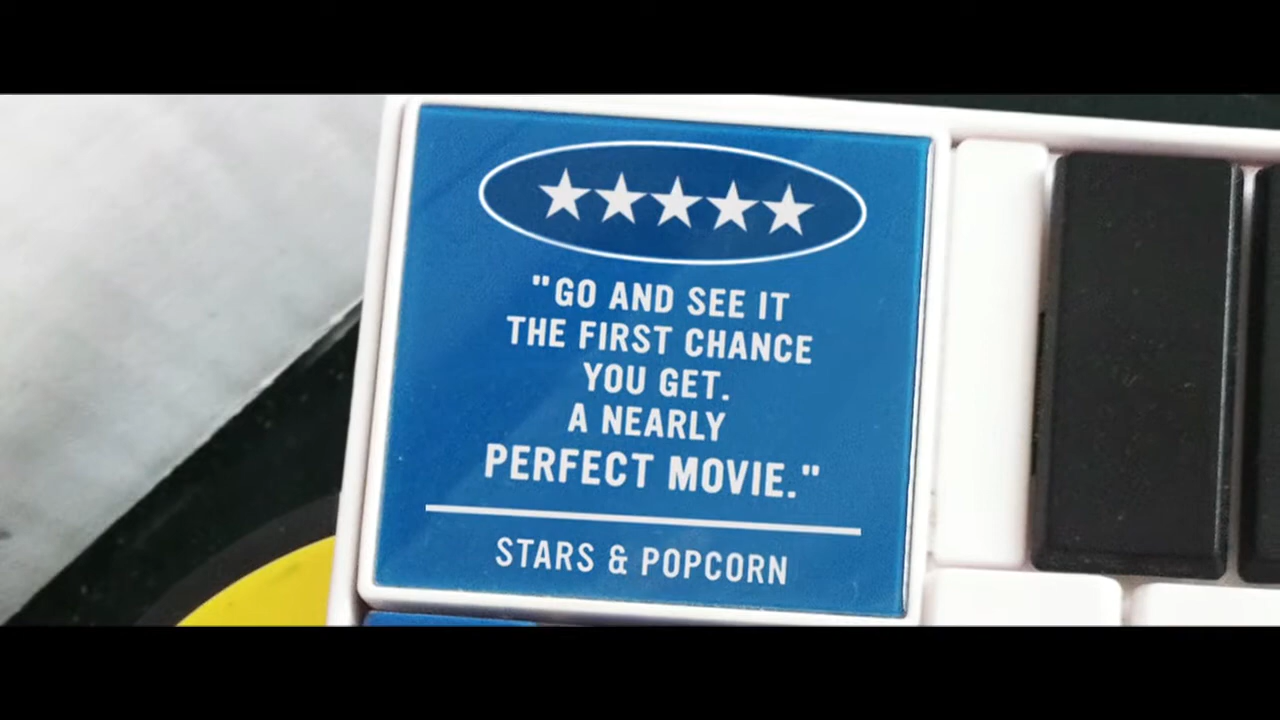 "GO AND SEE IT
THE FIRST CHANCE
YOU GET.
A NEARLY
PERFECT MOVIE."
STARS & POPCORN